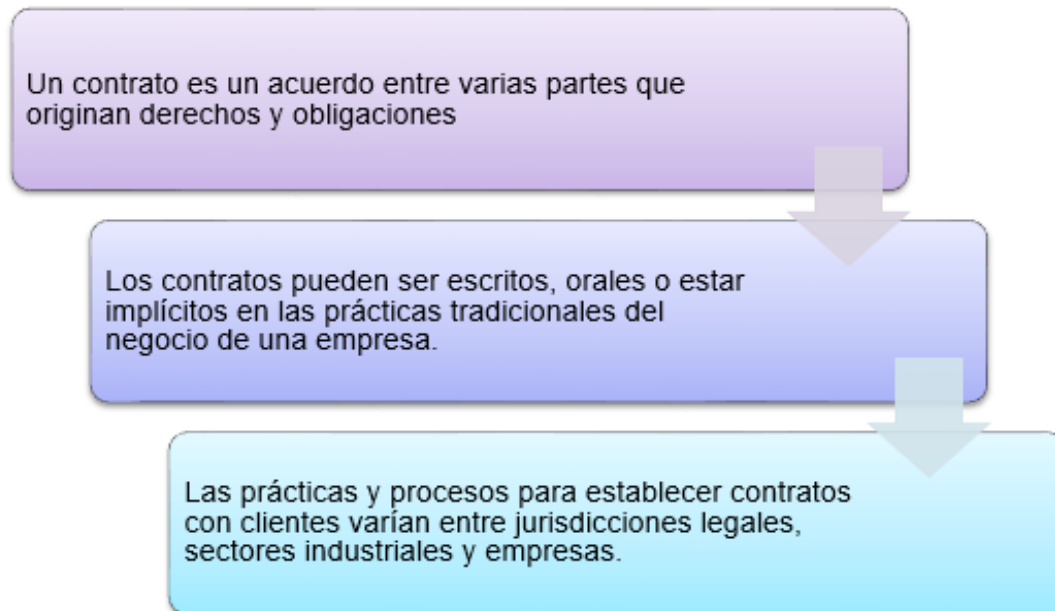 Un contrato es un acuerdo entre varias partes que
originan derechos y obligaciones
Los contratos pueden ser escritos, orales o estar
implícitos en las prácticas tradicionales del
negocio de una empresa.
Las prácticas y procesos para establecer contratos
con clientes varían entre jurisdicciones legales,
sectores industriales y empresas.